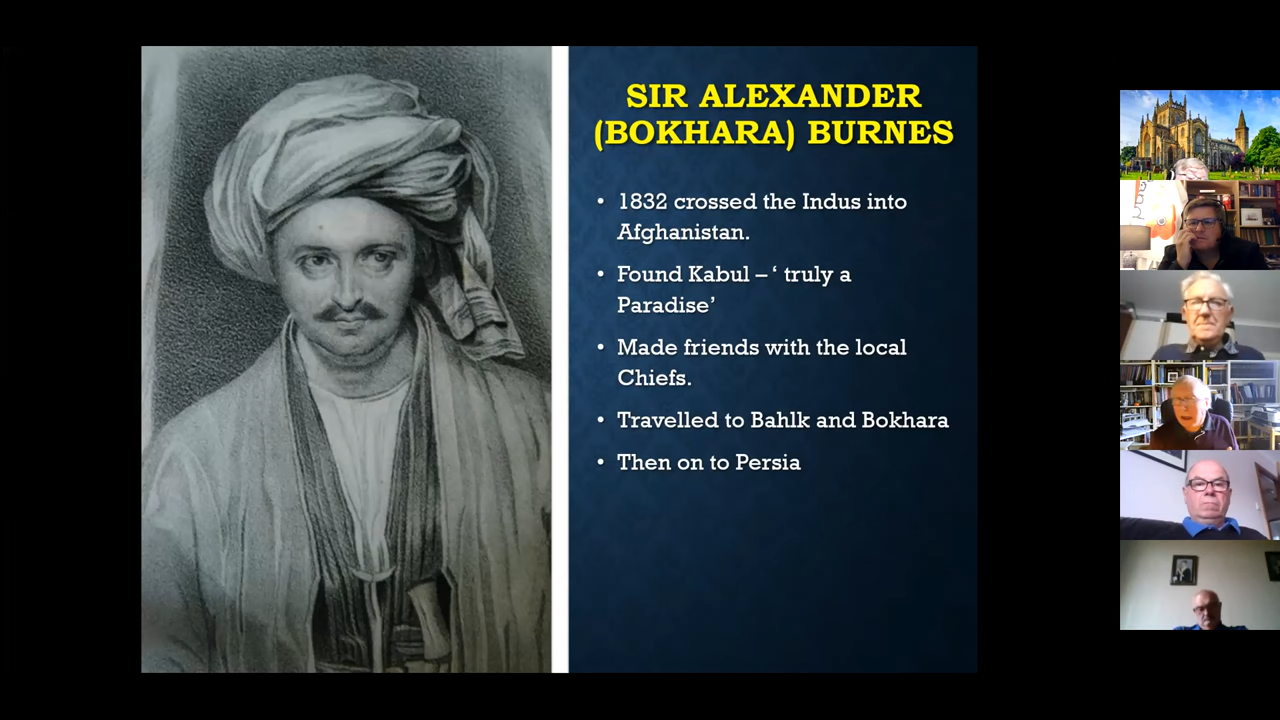 SIR ALEXANDER
(BOKHARA) BURNES
• 1832 crossed the Indus into
Afghanistan.
• Found Kabul – ‘ truly a
Paradise’
• Made friends with the local
Chiefs.
• Travelled to Bahlk and Bokhara
• Then on to Persia